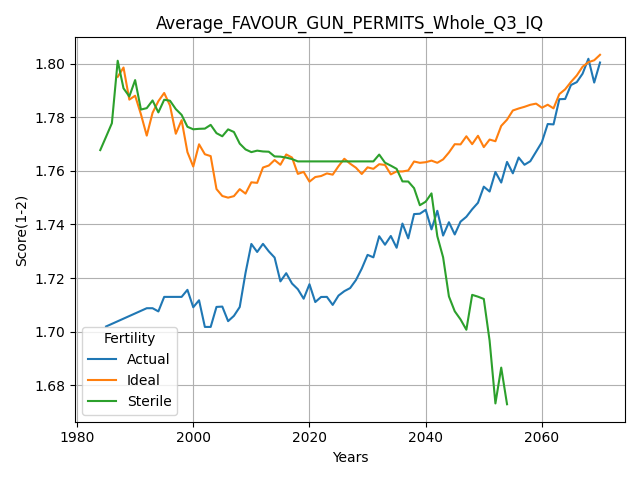 Average_FAVOUR_GUN_PERMITS_Whole_Q3_IQ
Score(1-2)
1.80
1.78
1.76
1.74
1.72
1.70
1.68
Fertility
Actual
Ideal
Sterile
1980
2000
2020
2040
2060
Years